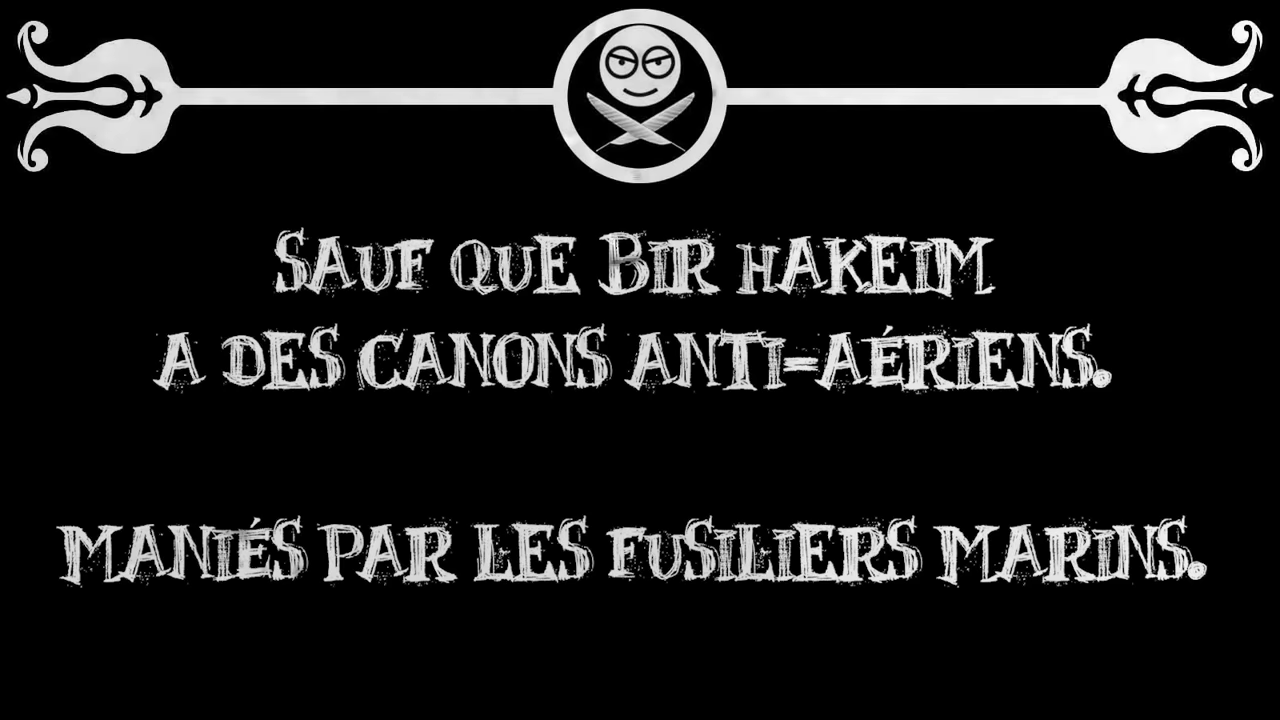 SAUF QUE BIR HAKEIM
A DES CANONS ANTI=AÉRIENS.
MANIÉS PAR LES FUSILIERS MARINS.